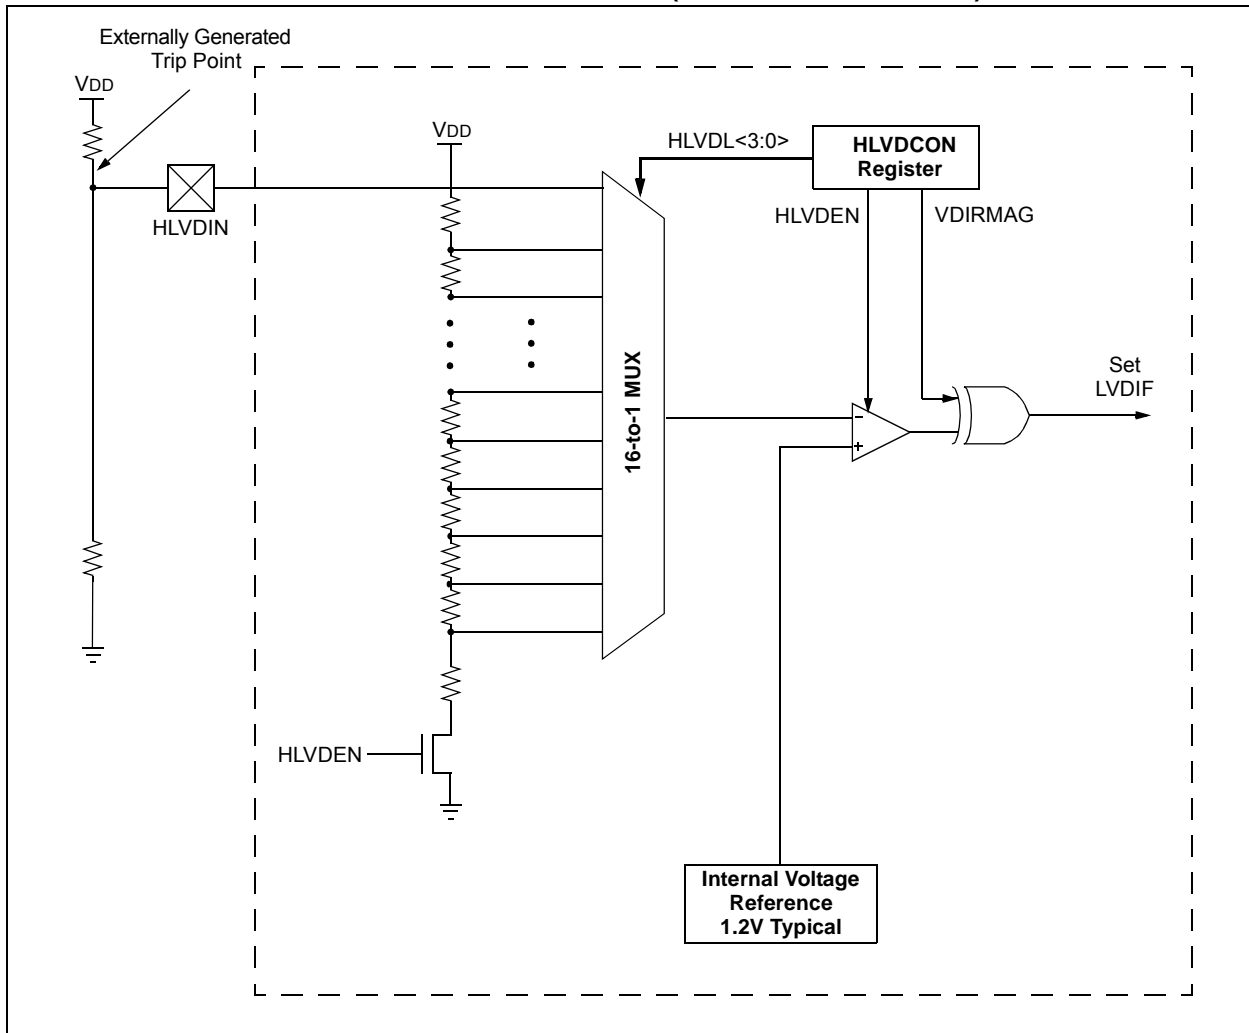 Externally Generated
Trip Point
VDD
VDD
HLVDL<3:0>
HLVDCON
Register
HLVDIN
HLVDEN
VDIRMAG
16-to-1 MUX
Set
LVDIF
–
+
HLVDEN
Internal Voltage
Reference
1.2V Typical